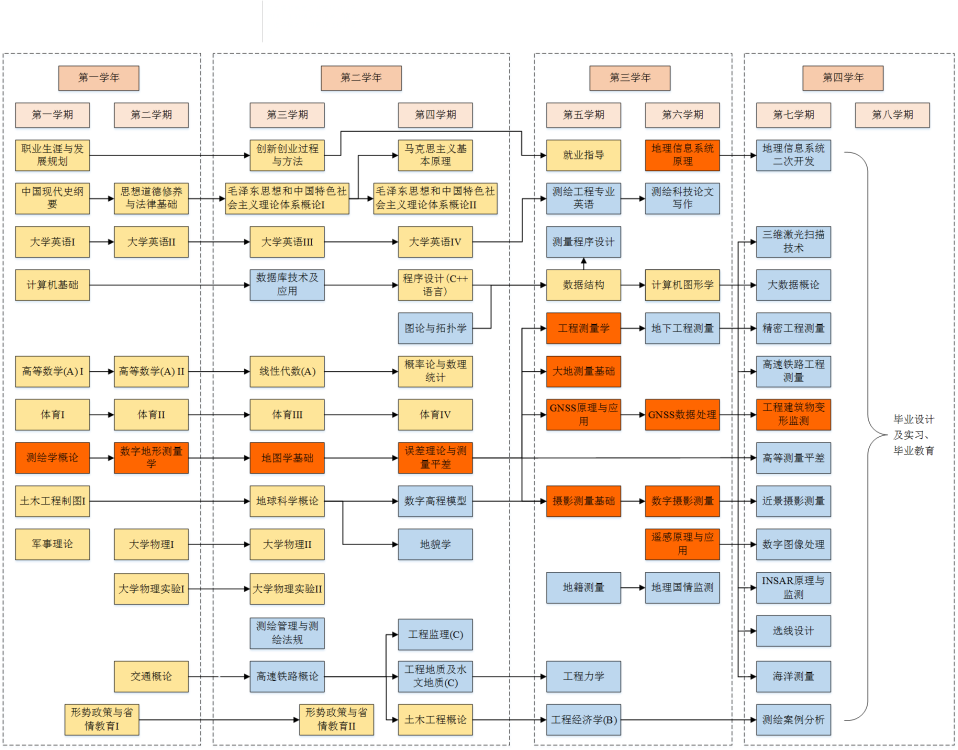 第一学年
第二学年
第三学年
第四学年
第一学期
第二学期
第三学期
第四学期
第五学期
第六学期
第七学期
第八学期
职业生涯与发
展规划
创新创业过程
与方法
马克思主义基
本原理
就业指导
地理信息系统
原理
地理信息系统
二次开发
中国现代史纲
要
思想道德修养
与法律基础
毛泽东思想和中国特色社
会主义理论体系概论I
毛泽东思想和中国特色社
会主义理论体系概论II
测绘工程专业
英语
测绘科技论文
写作
大学英语I
大学英语II
大学英语III
大学英语IV
测量程序设计
三维激光扫描
技术
计算机基础
数据库技术及
应用
程序设计(C++
语言)
数据结构
计算机图形学
大数据概论
图论与拓扑学
工程测量学
地下工程测量
精密工程测量
高等数学(A) I
高等数学(A) II
线性代数(A)
概率论与数理
统计
大地测量基础
高速铁路工程
测量
体育I
体育II
体育III
体育IV
GNSS原理与应
用
GNSS数据处理
工程建筑物变
形监测
毕业设计
及实习、
毕业教育
测绘学概论
数字地形测量
学
地图学基础
误差理论与测
量平差
高等测量平差
土木工程制图I
地球科学概论
数字高程模型
摄影测量基础
数字摄影测量
近景摄影测量
军事理论
大学物理I
大学物理II
地貌学
遥感原理与应
用
数字图像处理
大学物理实验I
大学物理实验II
地籍测量
地理国情监测
INSAR原理与
监测
测绘管理与测
绘法规
工程监理(C)
选线设计
交通概论
高速铁路概论
工程地质及水
文地质(C)
工程力学
海洋测量
形势政策与省
情教育I
形势政策与省
情教育II
土木工程概论
工程经济学(B)
测绘案例分析